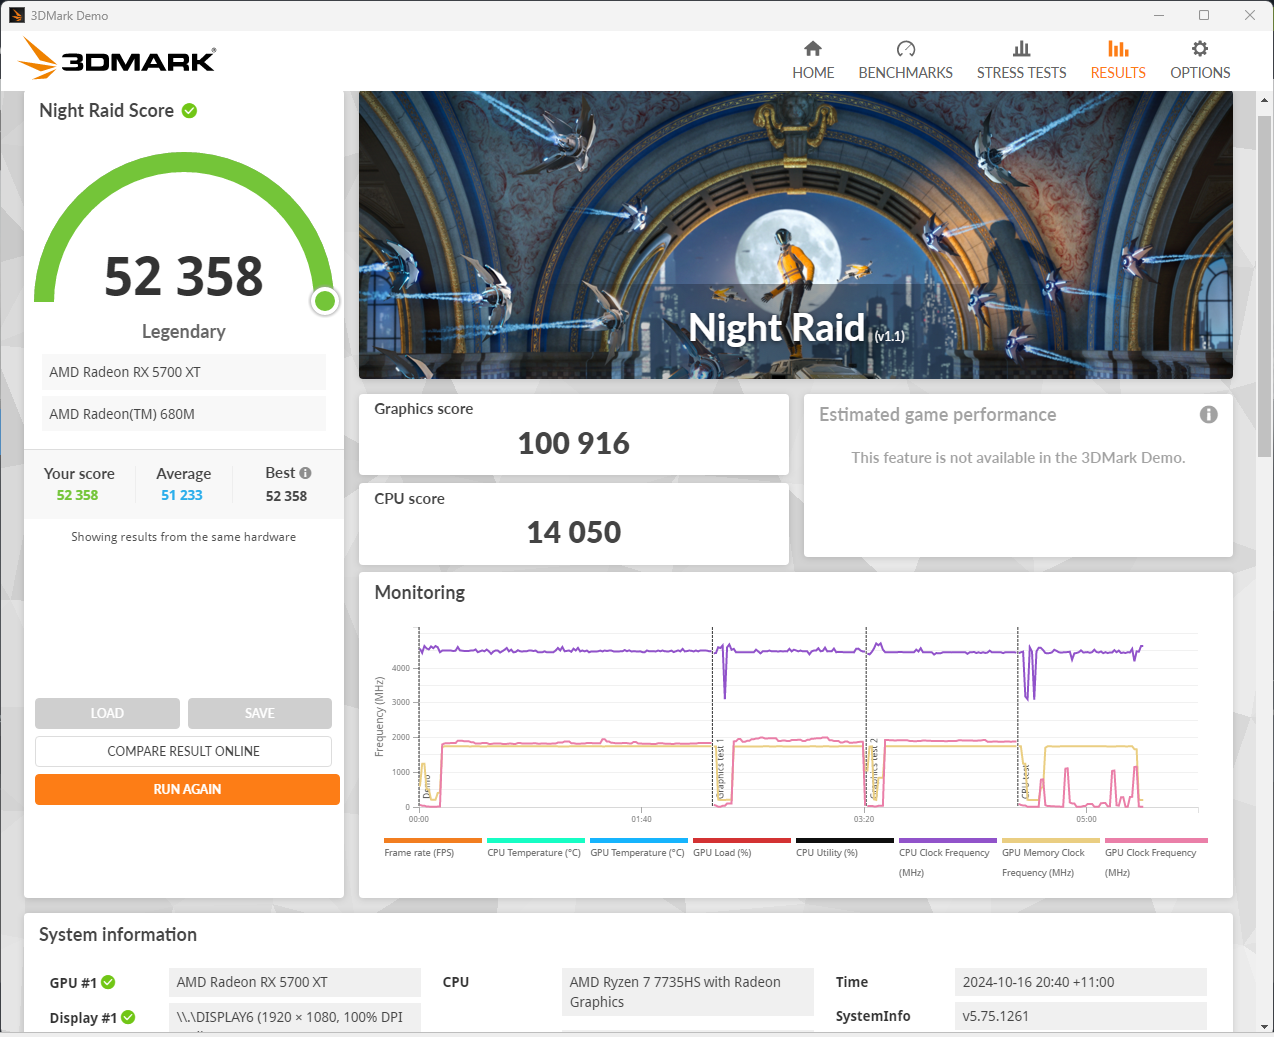 3DMark Demo
3DMARK®
HOME
BENCHMARKS
STRESS TESTS
RESULTS
OPTIONS
Night Raid Score
52 358
Legendary
AMD Radeon RX 5700 XT
AMD Radeon(TM) 680M
Your score
Average
Best
52 358
51 233
52 358
Showing results from the same hardware
LOAD
SAVE
COMPARE RESULT ONLINE
RUN AGAIN
Night Raid (v1.1)
Graphics score
100 916
CPU score
14 050
Estimated game performance
This feature is not available in the 3DMark Demo.
Monitoring
Frequency (MHz)
4000
3000
2000
1000
0
Demo
Graphics test 1
Graphics test 2
CPU test
00:00
01:40
03:20
05:00
Frame rate (FPS)
CPU Temperature (°C)
GPU Temperature (°C)
GPU Load (%)
CPU Utility (%)
CPU Clock Frequency
(MHz)
GPU Memory Clock
Frequency (MHz)
GPU Clock Frequency
(MHz)
System information
GPU #1
AMD Radeon RX 5700 XT
Display #1
\\.\DISPLAY6 (1920 × 1080, 100% DPI
CPU
AMD Ryzen 7 7735HS with Radeon
Graphics
Time
2024-10-16 20:40 +11:00
SystemInfo
v5.75.1261